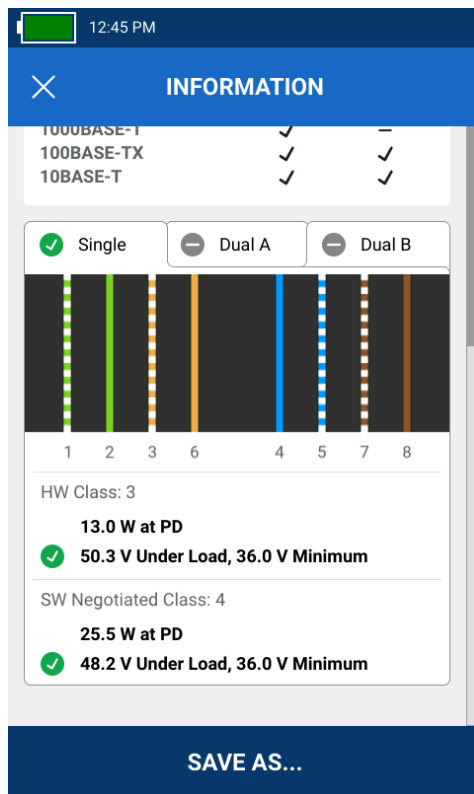 12:45 PM
INFORMATION
1000BASE-T
100BASE-TX
10BASE-T
Single Dual A Dual B
1 2 3 6 4 5 7 8
HW Class: 3
13.0 W at PD
50.3 V Under Load, 36.0 V Minimum
SW Negotiated Class: 4
25.5 W at PD
48.2 V Under Load, 36.0 V Minimum
SAVE AS...